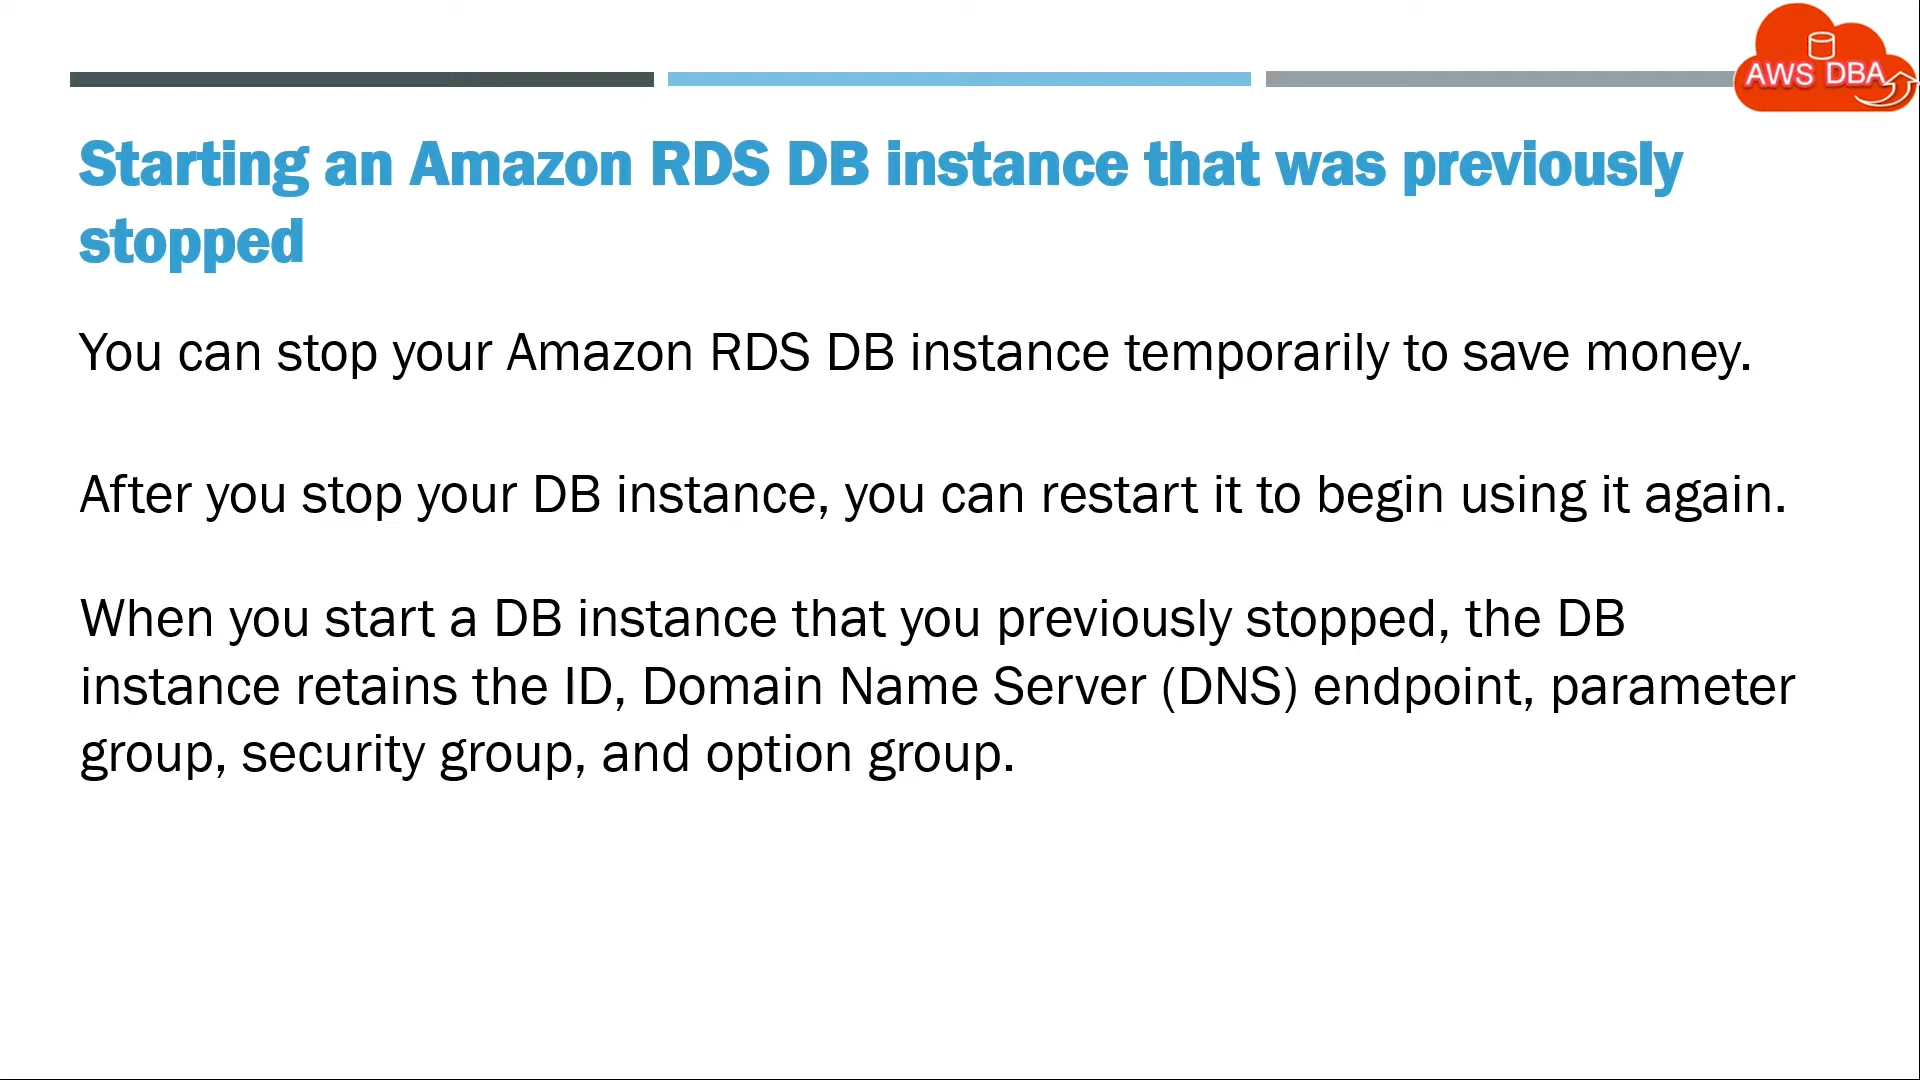 AWS DBA
Starting an Amazon RDS DB instance that was previously
stopped
You can stop your Amazon RDS DB instance temporarily to save money.
After you stop your DB instance, you can restart it to begin using it again.
When you start a DB instance that you previously stopped, the DB
instance retains the ID, Domain Name Server (DNS) endpoint, parameter
group, security group, and option group.